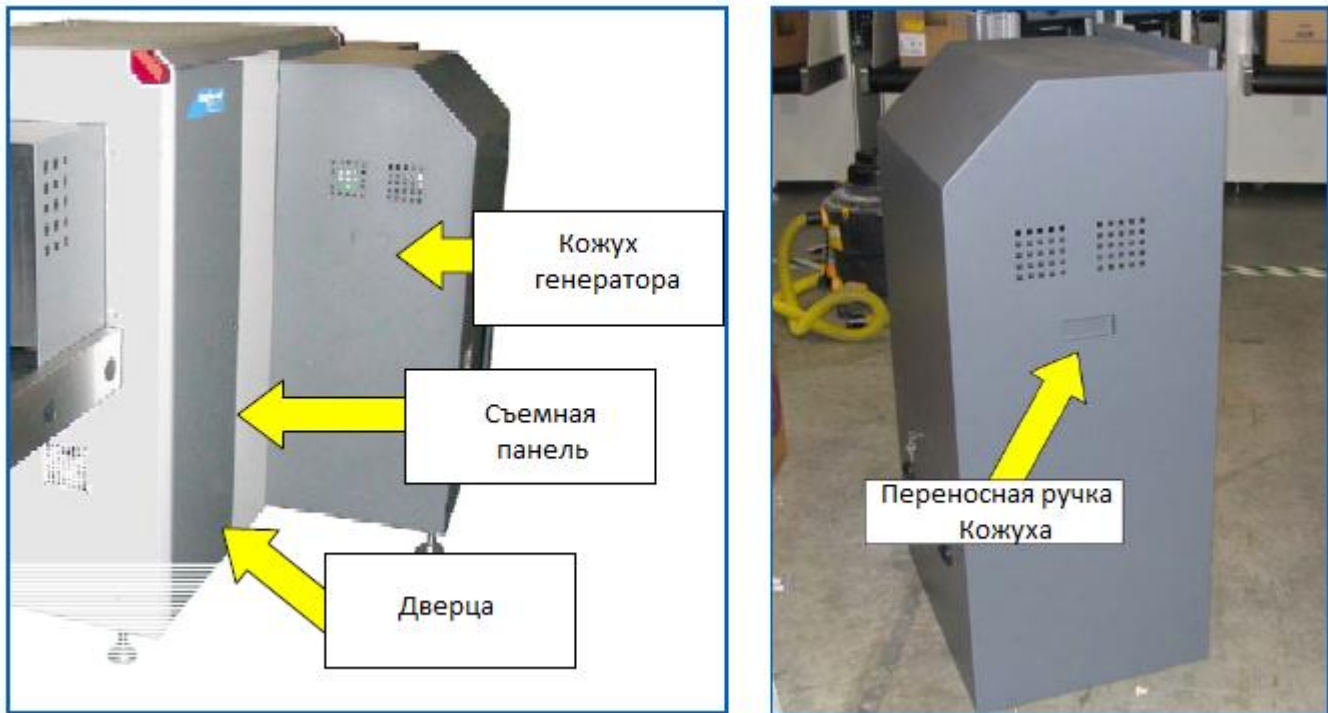 Кожух
генератора
Съемная
панель
Дверца
Переносная ручка
Кожуха